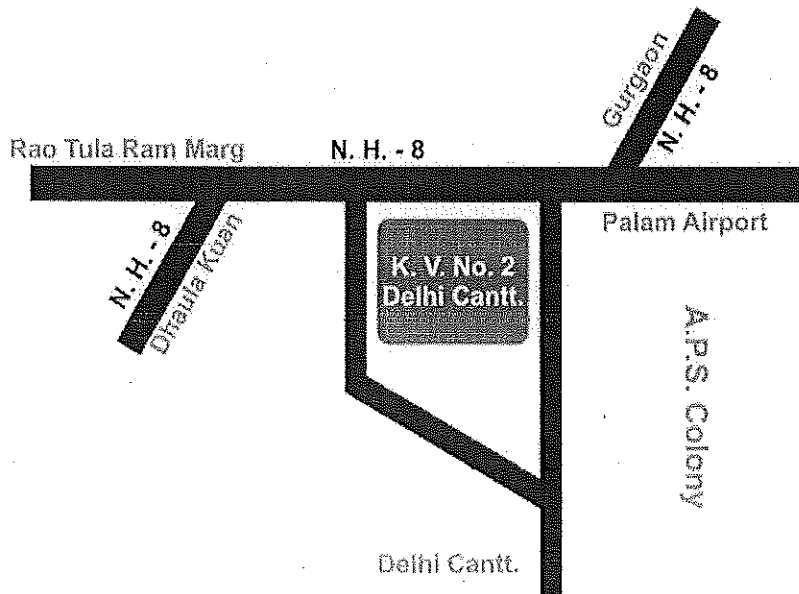 Gurgaon
N. H. - 8
Rao Tula Ram Marg
N. H. - 8
N. H. - 8
Dhaula Kuan
K. V. No. 2
Delhi Cantt.
Palam Airport
A.P.S. Colony
Delhi Cantt.